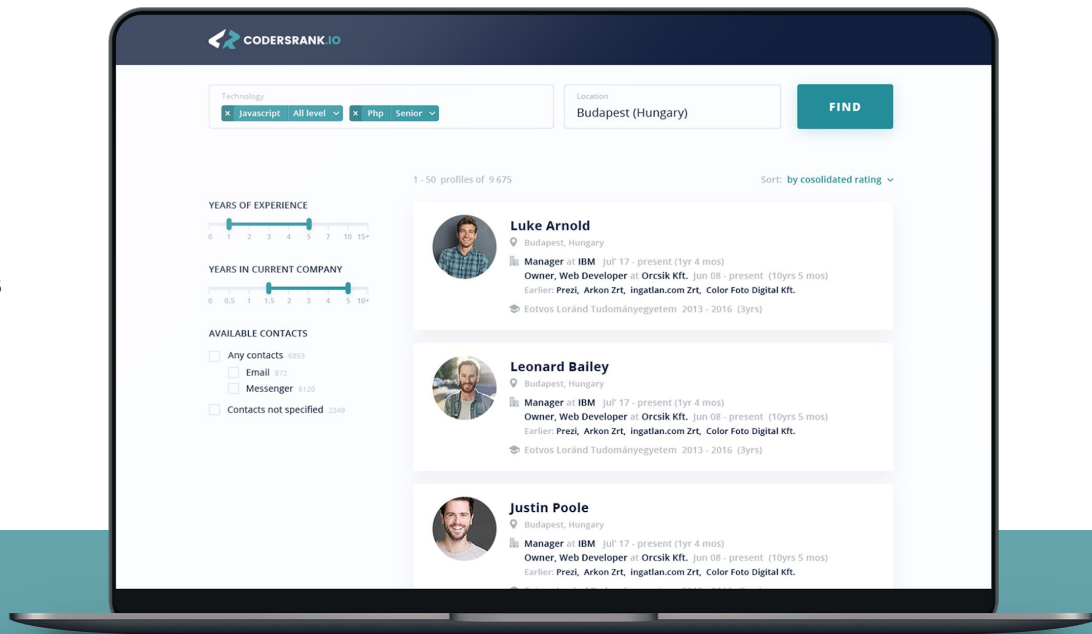 CODERSRANK.IO
Technology
× Javascript All level × Php Senior
Location
Budapest (Hungary)
FIND
1 - 50 profiles of 9 675
Sort: by cosolidated rating
YEARS OF EXPERIENCE
0 1 2 3 4 5 7 10 15+
YEARS IN CURRENT COMPANY
0 0.5 1 1.5 2 3 4 5 10+
AVAILABLE CONTACTS
Any contacts 6853
Email 872
Messenger 6120
Contacts not specified 2349
Luke Arnold
Budapest, Hungary
Manager at IBM Jul' 17 - present (1yr 4 mos)
Owner, Web Developer at Orcsik Kft. Jun 08 - present (10yrs 5 mos)
Earlier: Prezi, Arkon Zrt, ingatlan.com Zrt, Color Foto Digital Kft.
Eotvos Loránd Tudományegyetem 2013 - 2016 (3yrs)
Leonard Bailey
Budapest, Hungary
Manager at IBM Jul' 17 - present (1yr 4 mos)
Owner, Web Developer at Orcsik Kft. Jun 08 - present (10yrs 5 mos)
Earlier: Prezi, Arkon Zrt, ingatlan.com Zrt, Color Foto Digital Kft.
Eotvos Loránd Tudományegyetem 2013 - 2016 (3yrs)
Justin Poole
Budapest, Hungary
Manager at IBM Jul' 17 - present (1yr 4 mos)
Owner, Web Developer at Orcsik Kft. Jun 08 - present (10yrs 5 mos)
Earlier: Prezi, Arkon Zrt, ingatlan.com Zrt, Color Foto Digital Kft.